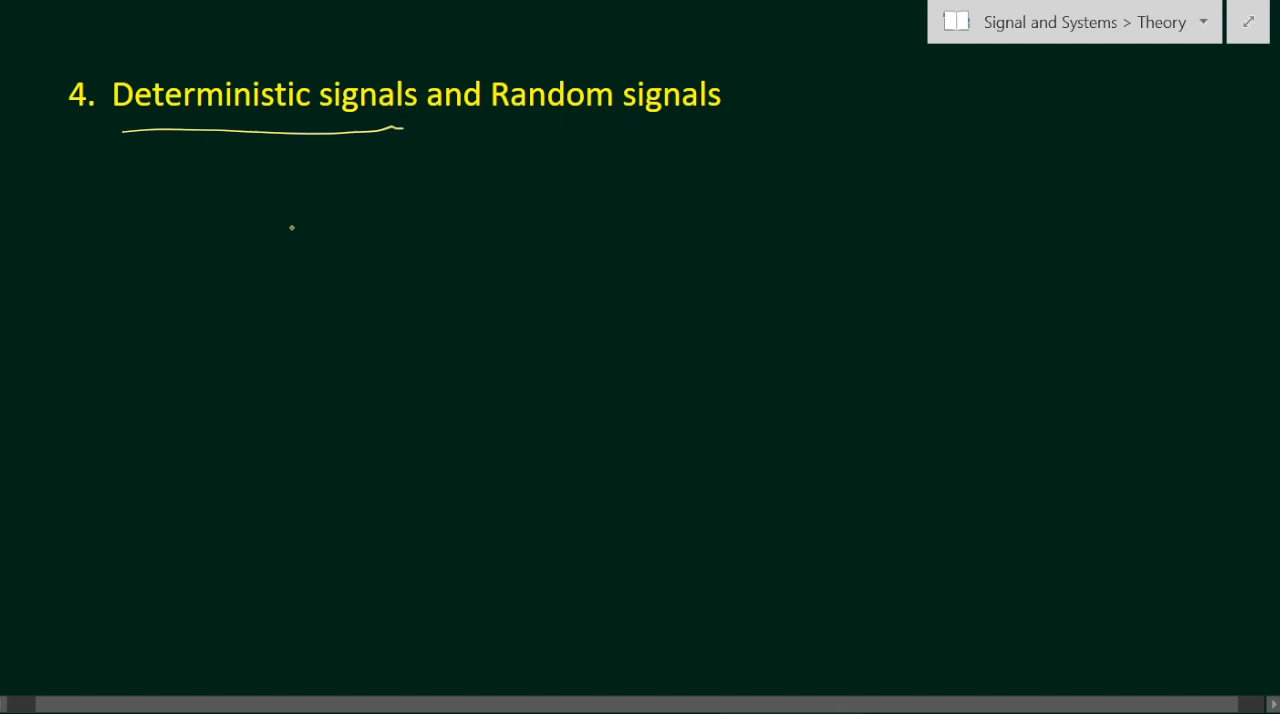 Signal and Systems > Theory
4. Deterministic signals and Random signals